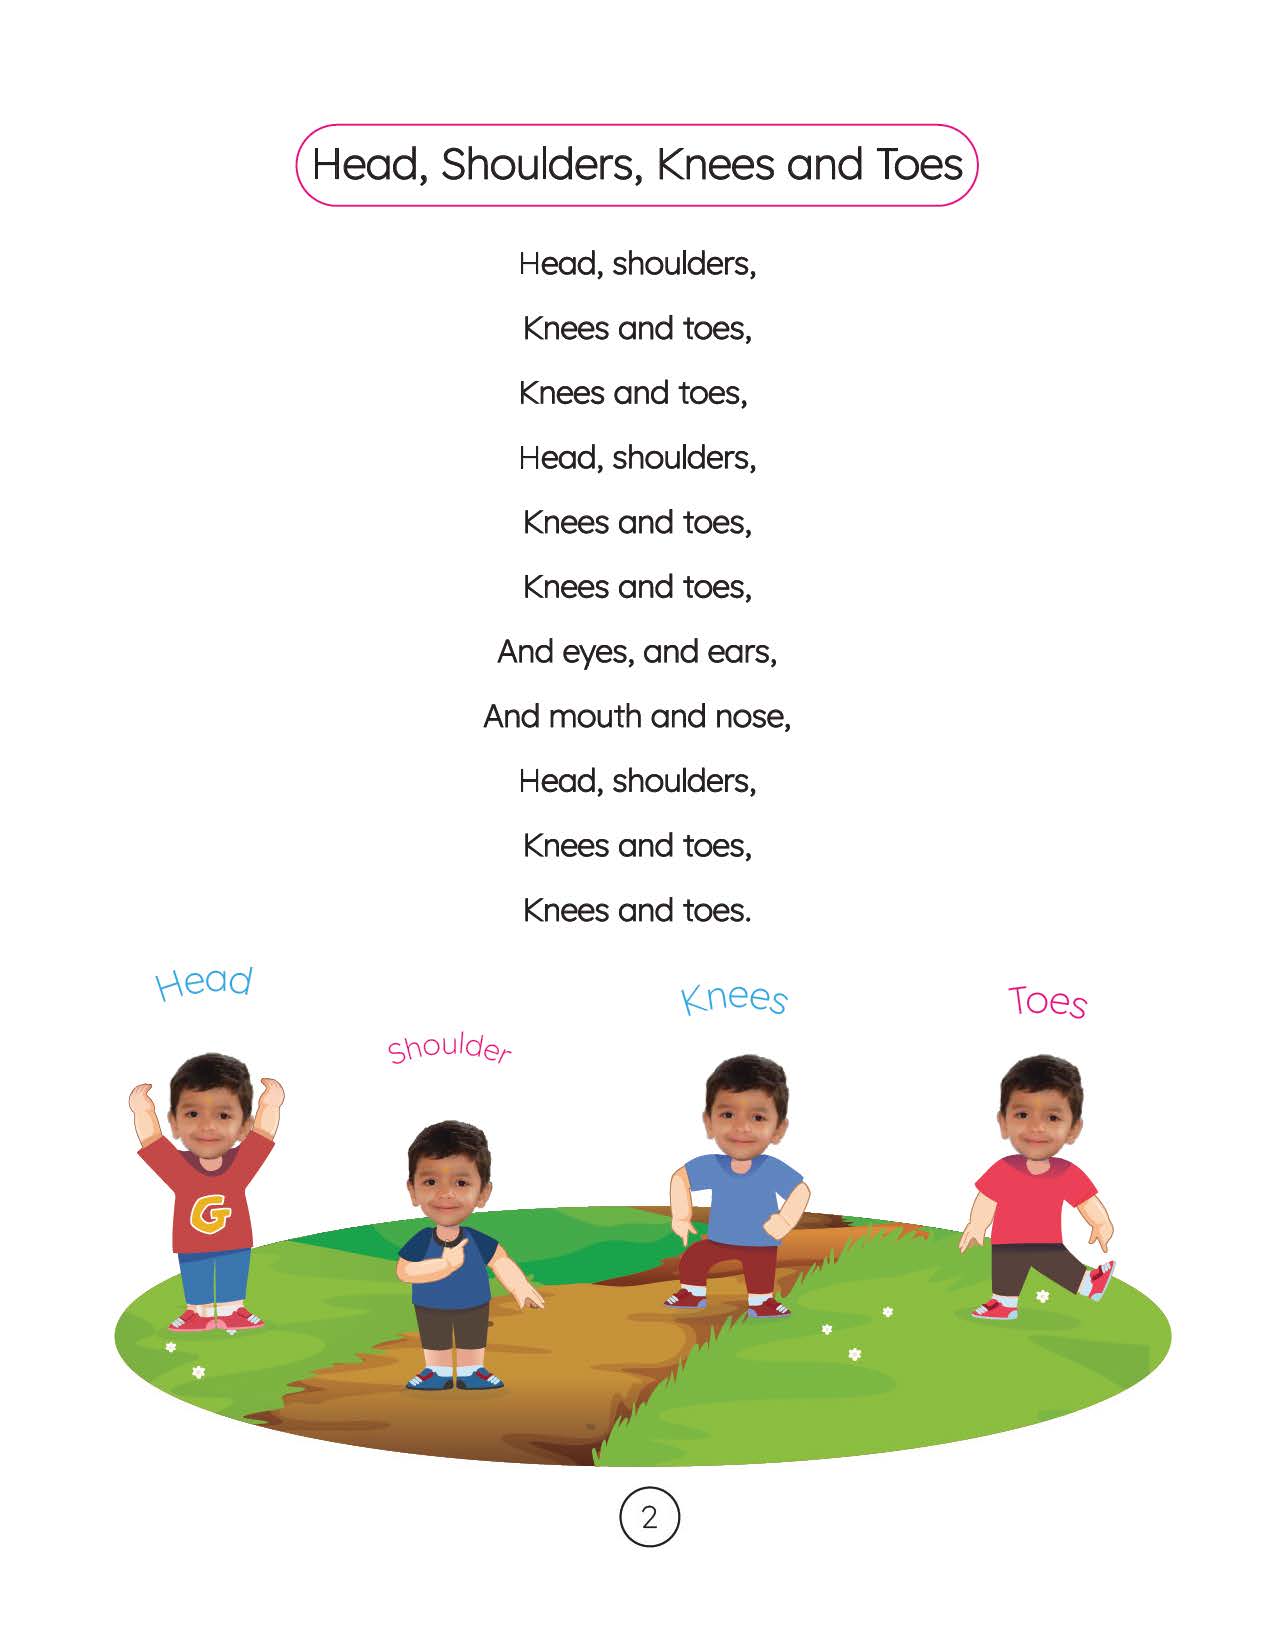 Head, Shoulders, Knees and Toes
Head, shoulders,
Knees and toes,
Knees and toes,
Head, shoulders,
Knees and toes,
Knees and toes,
And eyes, and ears,
And mouth and nose,
Head, shoulders,
Knees and toes,
Knees and toes.
Head
Shoulder
Knees
Toes
G
2